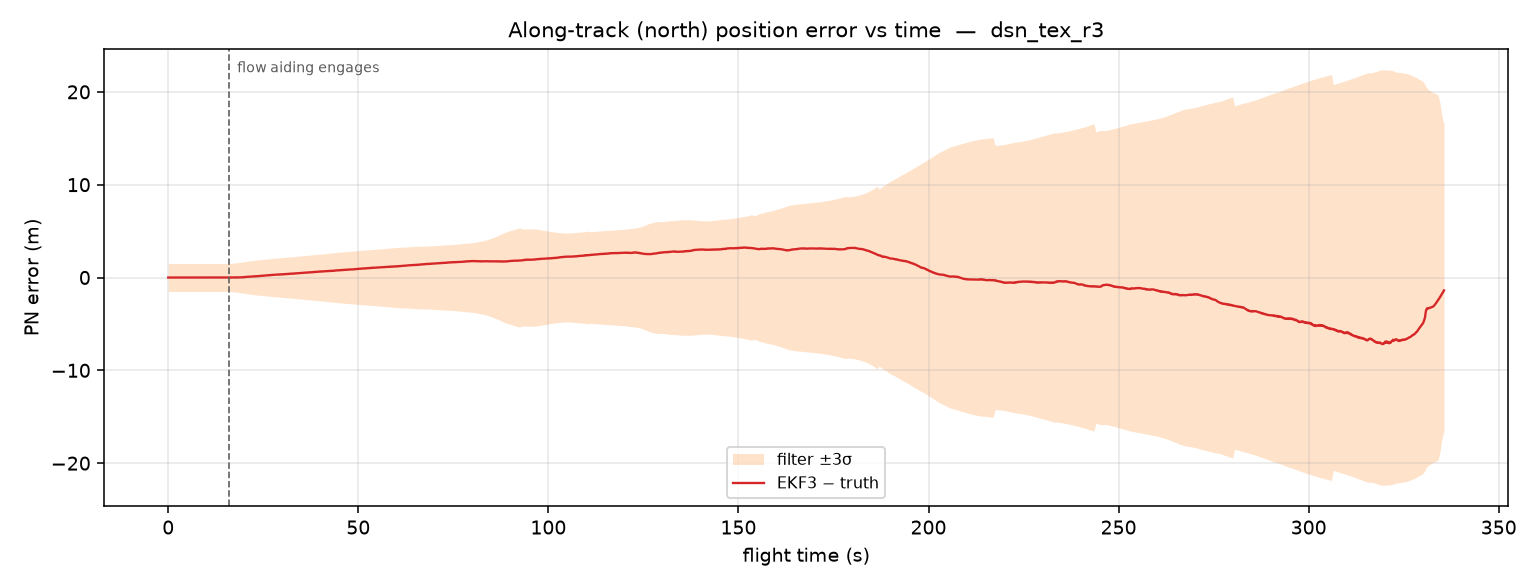 Along-track (north) position error vs time — dsn_tex_r3
flow aiding engages
PN error (m)
20
10
0
−10
−20
filter ±3σ
EKF3 − truth
0 50 100 150 200 250 300 350
flight time (s)